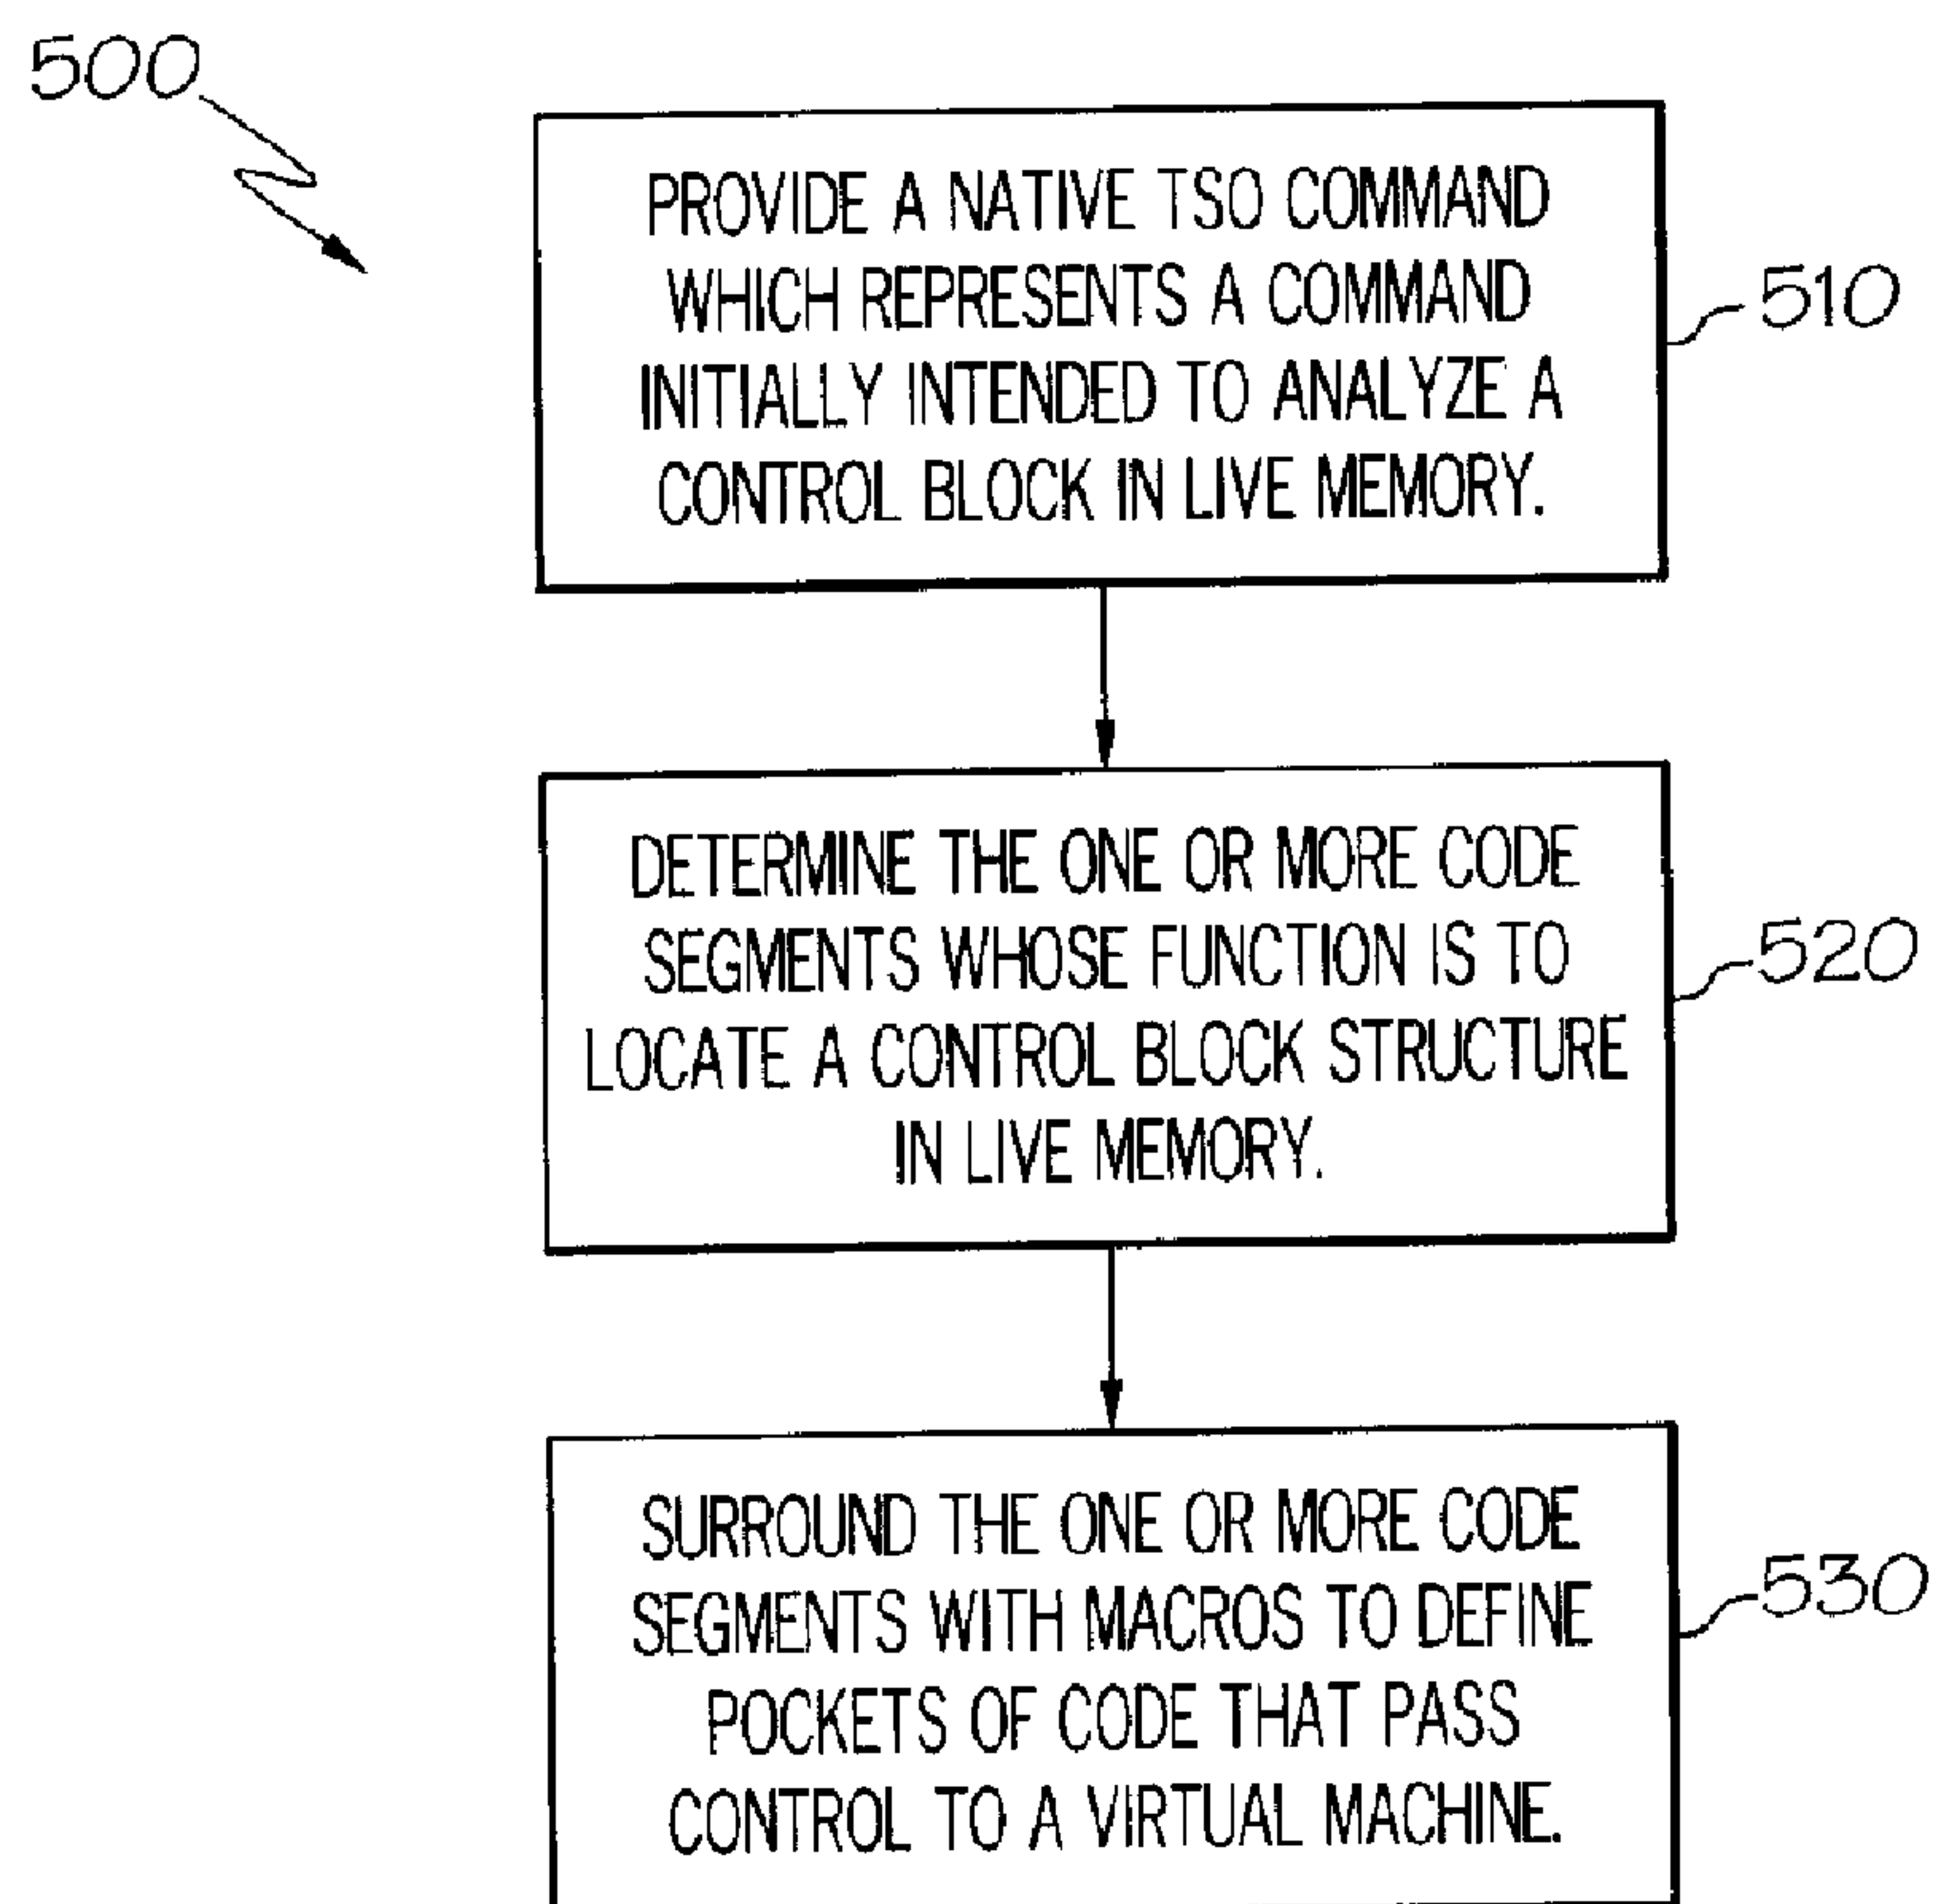 500
PROVIDE A NATIVE TSO COMMAND
WHICH REPRESENTS A COMMAND
INITIALLY INTENDED TO ANALYZE A
CONTROL BLOCK IN LIVE MEMORY.
510
DETERMINE THE ONE OR MORE CODE
SEGMENTS WHOSE FUNCTION IS TO
LOCATE A CONTROL BLOCK STRUCTURE
IN LIVE MEMORY.
520
SURROUND THE ONE OR MORE CODE
SEGMENTS WITH MACROS TO DEFINE
POCKETS OF CODE THAT PASS
CONTROL TO A VIRTUAL MACHINE.
530